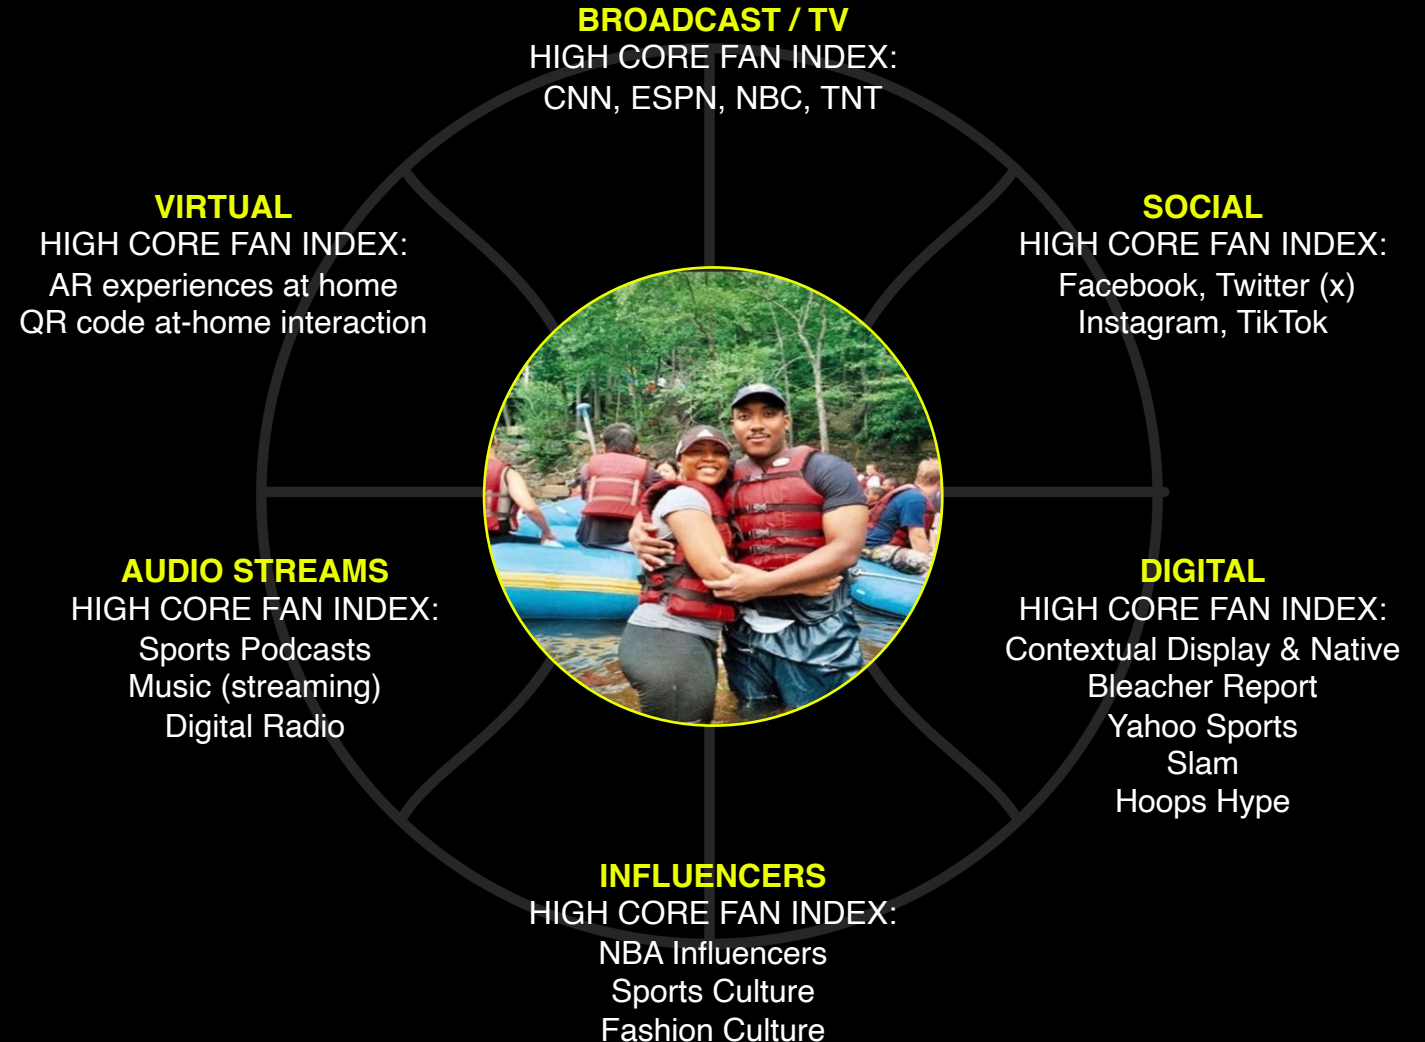 BROADCAST / TV
HIGH CORE FAN INDEX:
CNN, ESPN, NBC, TNT
VIRTUAL
HIGH CORE FAN INDEX:
AR experiences at home
QR code at-home interaction
SOCIAL
HIGH CORE FAN INDEX:
Facebook, Twitter (x)
Instagram, TikTok
AUDIO STREAMS
HIGH CORE FAN INDEX:
Sports Podcasts
Music (streaming)
Digital Radio
DIGITAL
HIGH CORE FAN INDEX:
Contextual Display & Native
Bleacher Report
Yahoo Sports
Slam
Hoops Hype
INFLUENCERS
HIGH CORE FAN INDEX:
NBA Influencers
Sports Culture
Fashion Culture